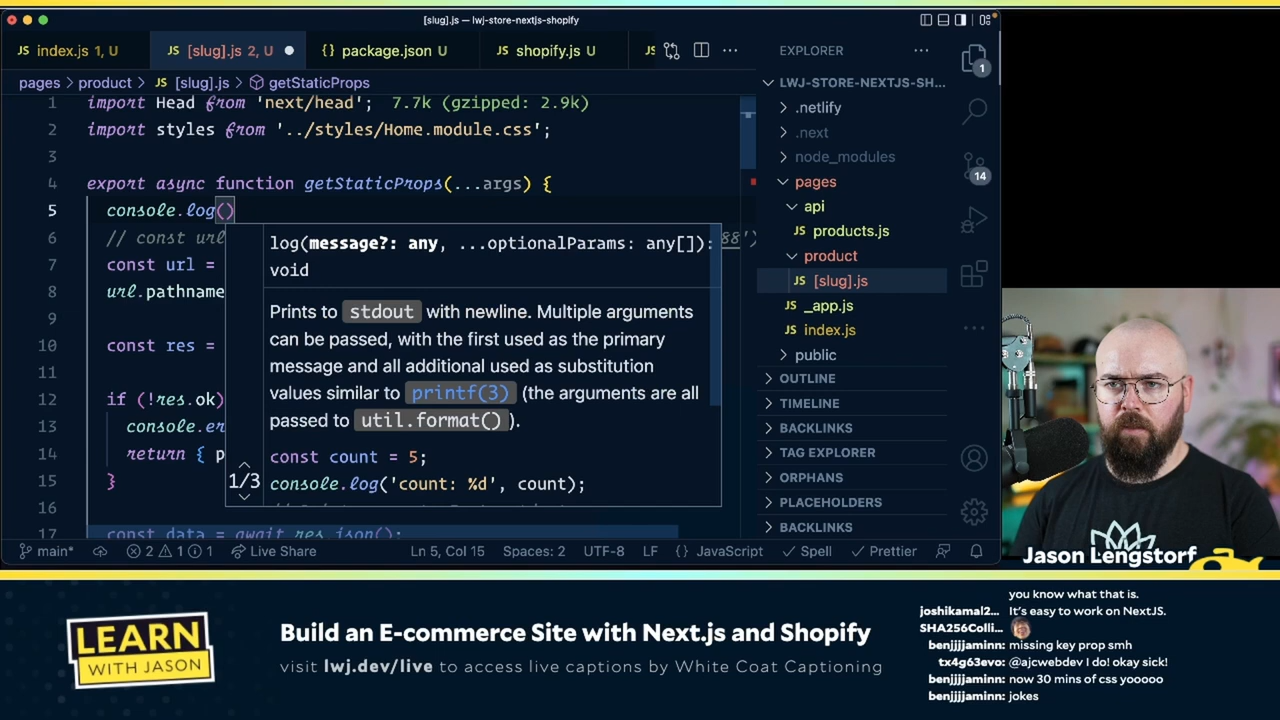 [slug].js — lwj-store-nextjs-shopify
JS index.js 1, U
JS [slug].js 2, U
{} package.json U
JS shopify.js U
JS
EXPLORER
pages > product > JS [slug].js > getStaticProps
1 import Head from 'next/head'; 7.7k (gzipped: 2.9k)
2 import styles from '../styles/Home.module.css';
3
4 export async function getStaticProps(...args) {
5 console.log()
6 // const url 88')
7 const url =
8 url.pathname
9
10 const res =
11
12 if (!res.ok)
13 console.er
14 return { p
15 }
16
17 const data = await res.json();
log(message?: any, ...optionalParams: any[]):
void
Prints to stdout with newline. Multiple arguments
can be passed, with the first used as the primary
message and all additional used as substitution
values similar to printf(3) (the arguments are all
passed to util.format() ).
const count = 5;
1/3
console.log('count: %d', count);
LWJ-STORE-NEXTJS-SH...
.netlify
.next
node_modules
pages
api
JS products.js
product
JS [slug].js
JS _app.js
JS index.js
public
OUTLINE
TIMELINE
BACKLINKS
TAG EXPLORER
ORPHANS
PLACEHOLDERS
BACKLINKS
1
14
main*
2 1 1
Live Share
Ln 5, Col 15
Spaces: 2
UTF-8
LF
{} JavaScript
Spell
Prettier
Jason Lengstorf
LEARN
WITH JASON
Build an E-commerce Site with Next.js and Shopify
visit lwj.dev/live to access live captions by White Coat Captioning
you know what that is.
joshikamal2... It's easy to work on NextJS.
SHA256Colli...
benjjjjaminn: missing key prop smh
tx4g63evo: @ajcwebdev I do! okay sick!
benjjjjaminn: now 30 mins of css yooooo
benjjjjaminn: jokes